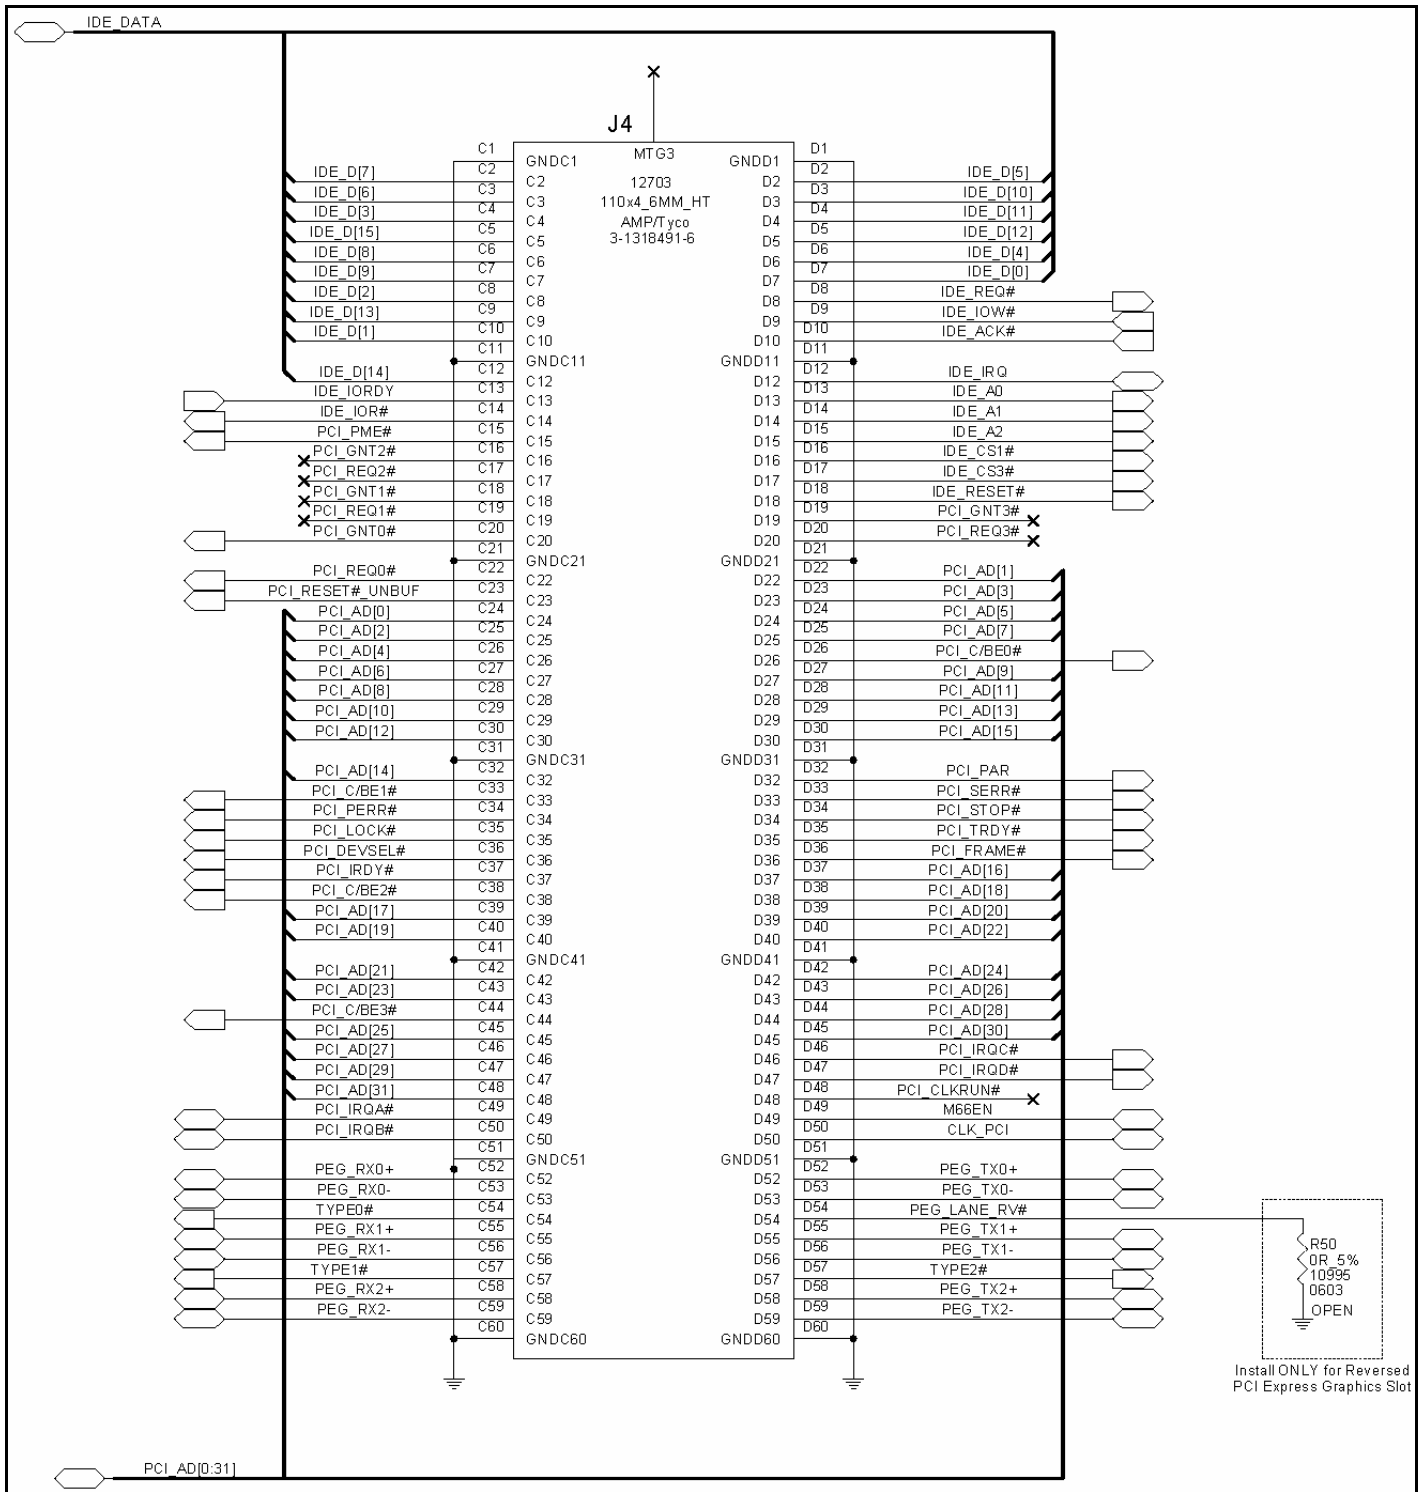 IDE_DATA
J4
MTG3
12703
110x4_6MM_HT
AMP/Tyco
3-1318491-6
C1 GNDC1 GNDD1 D1
IDE_D[7] C2 C2 D2 D2 IDE_D[5]
IDE_D[6] C3 C3 D3 D3 IDE_D[10]
IDE_D[3] C4 C4 D4 D4 IDE_D[11]
IDE_D[15] C5 C5 D5 D5 IDE_D[12]
IDE_D[8] C6 C6 D6 D6 IDE_D[4]
IDE_D[9] C7 C7 D7 D7 IDE_D[0]
IDE_D[2] C8 C8 D8 D8 IDE_REQ#
IDE_D[13] C9 C9 D9 D9 IDE_IOW#
IDE_D[1] C10 C10 D10 D10 IDE_ACK#
C11 GNDC11 GNDD11 D11
IDE_D[14] C12 C12 D12 D12 IDE_IRQ
IDE_IORDY C13 C13 D13 D13 IDE_A0
IDE_IOR# C14 C14 D14 D14 IDE_A1
PCI_PME# C15 C15 D15 D15 IDE_A2
PCI_GNT2# C16 C16 D16 D16 IDE_CS1#
PCI_REQ2# C17 C17 D17 D17 IDE_CS3#
PCI_GNT1# C18 C18 D18 D18 IDE_RESET#
PCI_REQ1# C19 C19 D19 D19 PCI_GNT3#
PCI_GNT0# C20 C20 D20 D20 PCI_REQ3#
C21 GNDC21 GNDD21 D21
PCI_REQ0# C22 C22 D22 D22 PCI_AD[1]
PCI_RESET#_UNBUF C23 C23 D23 D23 PCI_AD[3]
PCI_AD[0] C24 C24 D24 D24 PCI_AD[5]
PCI_AD[2] C25 C25 D25 D25 PCI_AD[7]
PCI_AD[4] C26 C26 D26 D26 PCI_C/BE0#
PCI_AD[6] C27 C27 D27 D27 PCI_AD[9]
PCI_AD[8] C28 C28 D28 D28 PCI_AD[11]
PCI_AD[10] C29 C29 D29 D29 PCI_AD[13]
PCI_AD[12] C30 C30 D30 D30 PCI_AD[15]
C31 GNDC31 GNDD31 D31
PCI_AD[14] C32 C32 D32 D32 PCI_PAR
PCI_C/BE1# C33 C33 D33 D33 PCI_SERR#
PCI_PERR# C34 C34 D34 D34 PCI_STOP#
PCI_LOCK# C35 C35 D35 D35 PCI_TRDY#
PCI_DEVSEL# C36 C36 D36 D36 PCI_FRAME#
PCI_IRDY# C37 C37 D37 D37 PCI_AD[16]
PCI_C/BE2# C38 C38 D38 D38 PCI_AD[18]
PCI_AD[17] C39 C39 D39 D39 PCI_AD[20]
PCI_AD[19] C40 C40 D40 D40 PCI_AD[22]
C41 GNDC41 GNDD41 D41
PCI_AD[21] C42 C42 D42 D42 PCI_AD[24]
PCI_AD[23] C43 C43 D43 D43 PCI_AD[26]
PCI_C/BE3# C44 C44 D44 D44 PCI_AD[28]
PCI_AD[25] C45 C45 D45 D45 PCI_AD[30]
PCI_AD[27] C46 C46 D46 D46 PCI_IRQC#
PCI_AD[29] C47 C47 D47 D47 PCI_IRQD#
PCI_AD[31] C48 C48 D48 D48 PCI_CLKRUN#
PCI_IRQA# C49 C49 D49 D49 M66EN
PCI_IRQB# C50 C50 D50 D50 CLK_PCI
C51 GNDC51 GNDD51 D51
PEG_RX0+ C52 C52 D52 D52 PEG_TX0+
PEG_RX0- C53 C53 D53 D53 PEG_TX0-
TYPE0# C54 C54 D54 D54 PEG_LANE_RV#
PEG_RX1+ C55 C55 D55 D55 PEG_TX1+
PEG_RX1- C56 C56 D56 D56 PEG_TX1-
TYPE1# C57 C57 D57 D57 TYPE2#
PEG_RX2+ C58 C58 D58 D58 PEG_TX2+
PEG_RX2- C59 C59 D59 D59 PEG_TX2-
C60 GNDC60 GNDD60 D60
R50
0R_5%
10995
0603
OPEN
Install ONLY for Reversed
PCI Express Graphics Slot
PCI_AD[0:31]